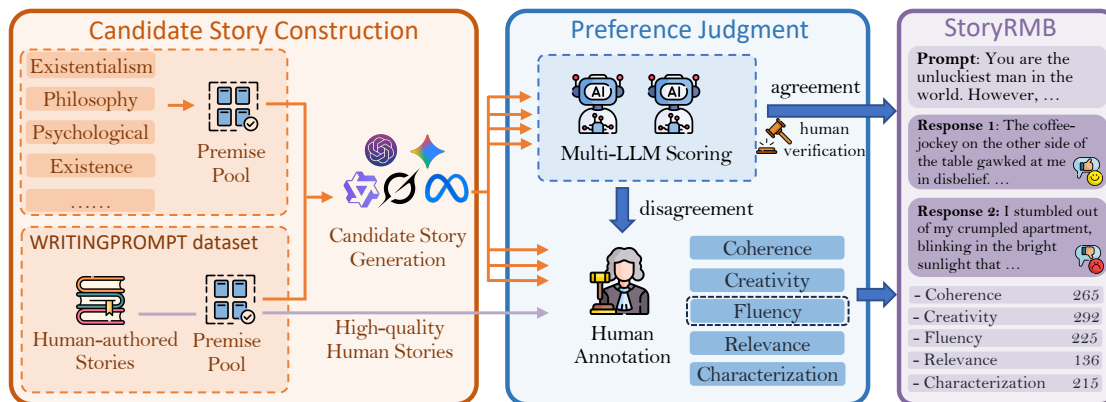 Candidate Story Construction
Existentialism
Philosophy
Psychological
Existence
......
Premise
Pool
WRITINGPROMPT dataset
Human-authored
Stories
Premise
Pool
Candidate Story
Generation
High-quality
Human Stories
Preference Judgment
AI
AI
Multi-LLM Scoring
agreement
human
verification
disagreement
Human
Annotation
Coherence
Creativity
Fluency
Relevance
Characterization
StoryRMB
Prompt: You are the
unluckiest man in the
world. However, …
Response 1: The coffee-
jockey on the other side of
the table gawked at me
in disbelief. …
Response 2: I stumbled out
of my crumpled apartment,
blinking in the bright
sunlight that …
- Coherence 265
- Creativity 292
- Fluency 225
- Relevance 136
- Characterization 215